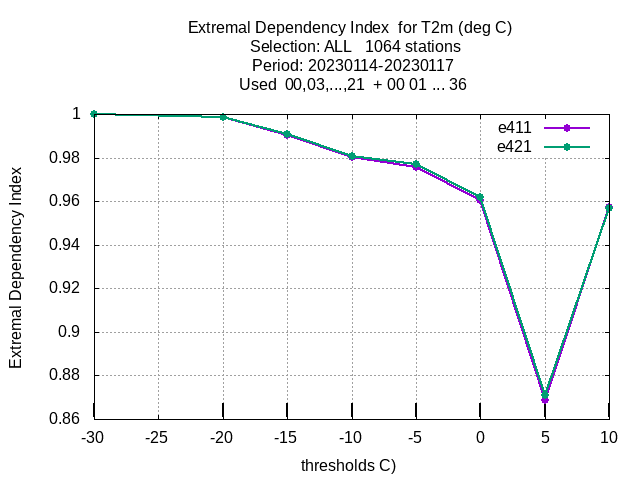 Extremal Dependency Index  for T2m (deg C)
Selection: ALL   1064 stations
Period: 20230114-20230117
Used  00,03,...,21  + 00 01 ... 36
e411
e421
Extremal Dependency Index
1
0.98
0.96
0.94
0.92
0.9
0.88
0.86
-30 -25 -20 -15 -10 -5 0 5 10
thresholds C)